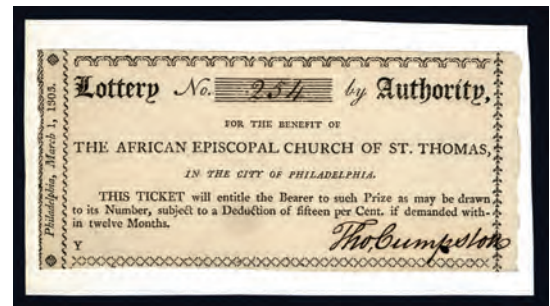 Philadelphia, March 1, 1803.
Lottery No. 254 by Authority,
FOR THE BENEFIT OF
THE AFRICAN EPISCOPAL CHURCH OF ST. THOMAS,
IN THE CITY OF PHILADELPHIA.
THIS TICKET will entitle the Bearer to such Prize as may be drawn
to its Number, subject to a Deduction of fifteen per Cent. if demanded with-
in twelve Months.
Y
Tho Cumpston